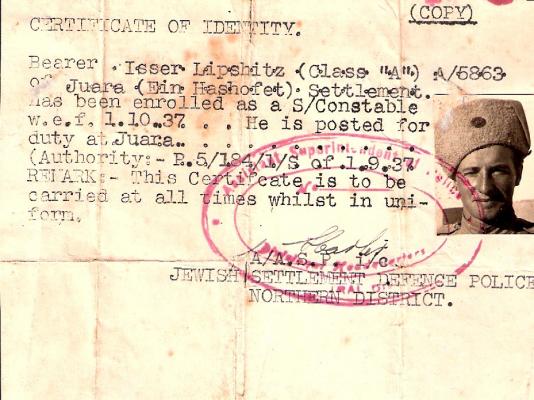 (COPY)
CERTIFICATE OF IDENTITY.
Bearer . Isser Lipshitz (Class "A") A/5863
of Juara (Ein Hashofet) Settlement.
has been enrolled as a S/Constable
w.e.f. 1.10.37. . . He is posted for
duty at Juara. . . . . . . . . . .
(Authority:- R.5/184/1/S of 1.9.37
REMARK:- This Certifcate is to be
carried at all times whilst in uni-
form.
A/A.S.P. i/c.
JEWISH SETTLEMENT DEFENCE POLICE
NORTHERN DISTRICT.